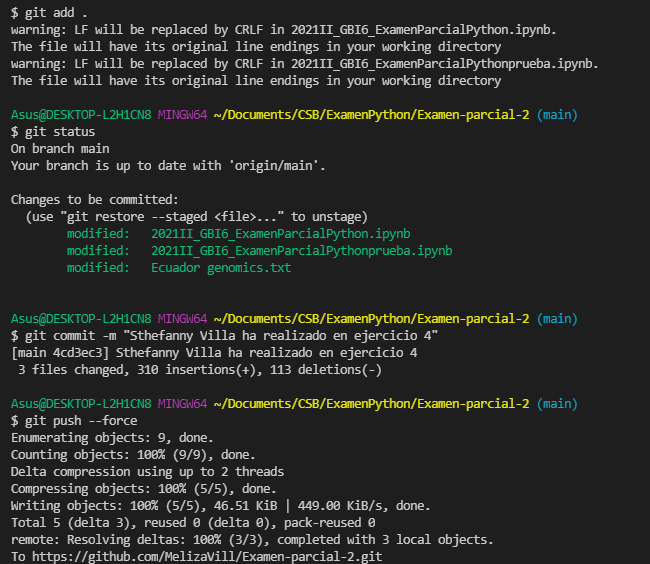 $ git add .
warning: LF will be replaced by CRLF in 2021II_GBI6_ExamenParcialPython.ipynb.
The file will have its original line endings in your working directory
warning: LF will be replaced by CRLF in 2021II_GBI6_ExamenParcialPythonprueba.ipynb.
The file will have its original line endings in your working directory
Asus@DESKTOP-L2H1CN8 MINGW64 ~/Documents/CSB/ExamenPython/Examen-parcial-2 (main)
$ git status
On branch main
Your branch is up to date with 'origin/main'.
Changes to be committed:
(use "git restore --staged <file>..." to unstage)
modified: 2021II_GBI6_ExamenParcialPython.ipynb
modified: 2021II_GBI6_ExamenParcialPythonprueba.ipynb
modified: Ecuador genomics.txt
Asus@DESKTOP-L2H1CN8 MINGW64 ~/Documents/CSB/ExamenPython/Examen-parcial-2 (main)
$ git commit -m "Sthefanny Villa ha realizado en ejercicio 4"
[main 4cd3ec3] Sthefanny Villa ha realizado en ejercicio 4
3 files changed, 310 insertions(+), 113 deletions(-)
Asus@DESKTOP-L2H1CN8 MINGW64 ~/Documents/CSB/ExamenPython/Examen-parcial-2 (main)
$ git push --force
Enumerating objects: 9, done.
Counting objects: 100% (9/9), done.
Delta compression using up to 2 threads
Compressing objects: 100% (5/5), done.
Writing objects: 100% (5/5), 46.51 KiB | 449.00 KiB/s, done.
Total 5 (delta 3), reused 0 (delta 0), pack-reused 0
remote: Resolving deltas: 100% (3/3), completed with 3 local objects.
To https://github.com/MelizaVill/Examen-parcial-2.git